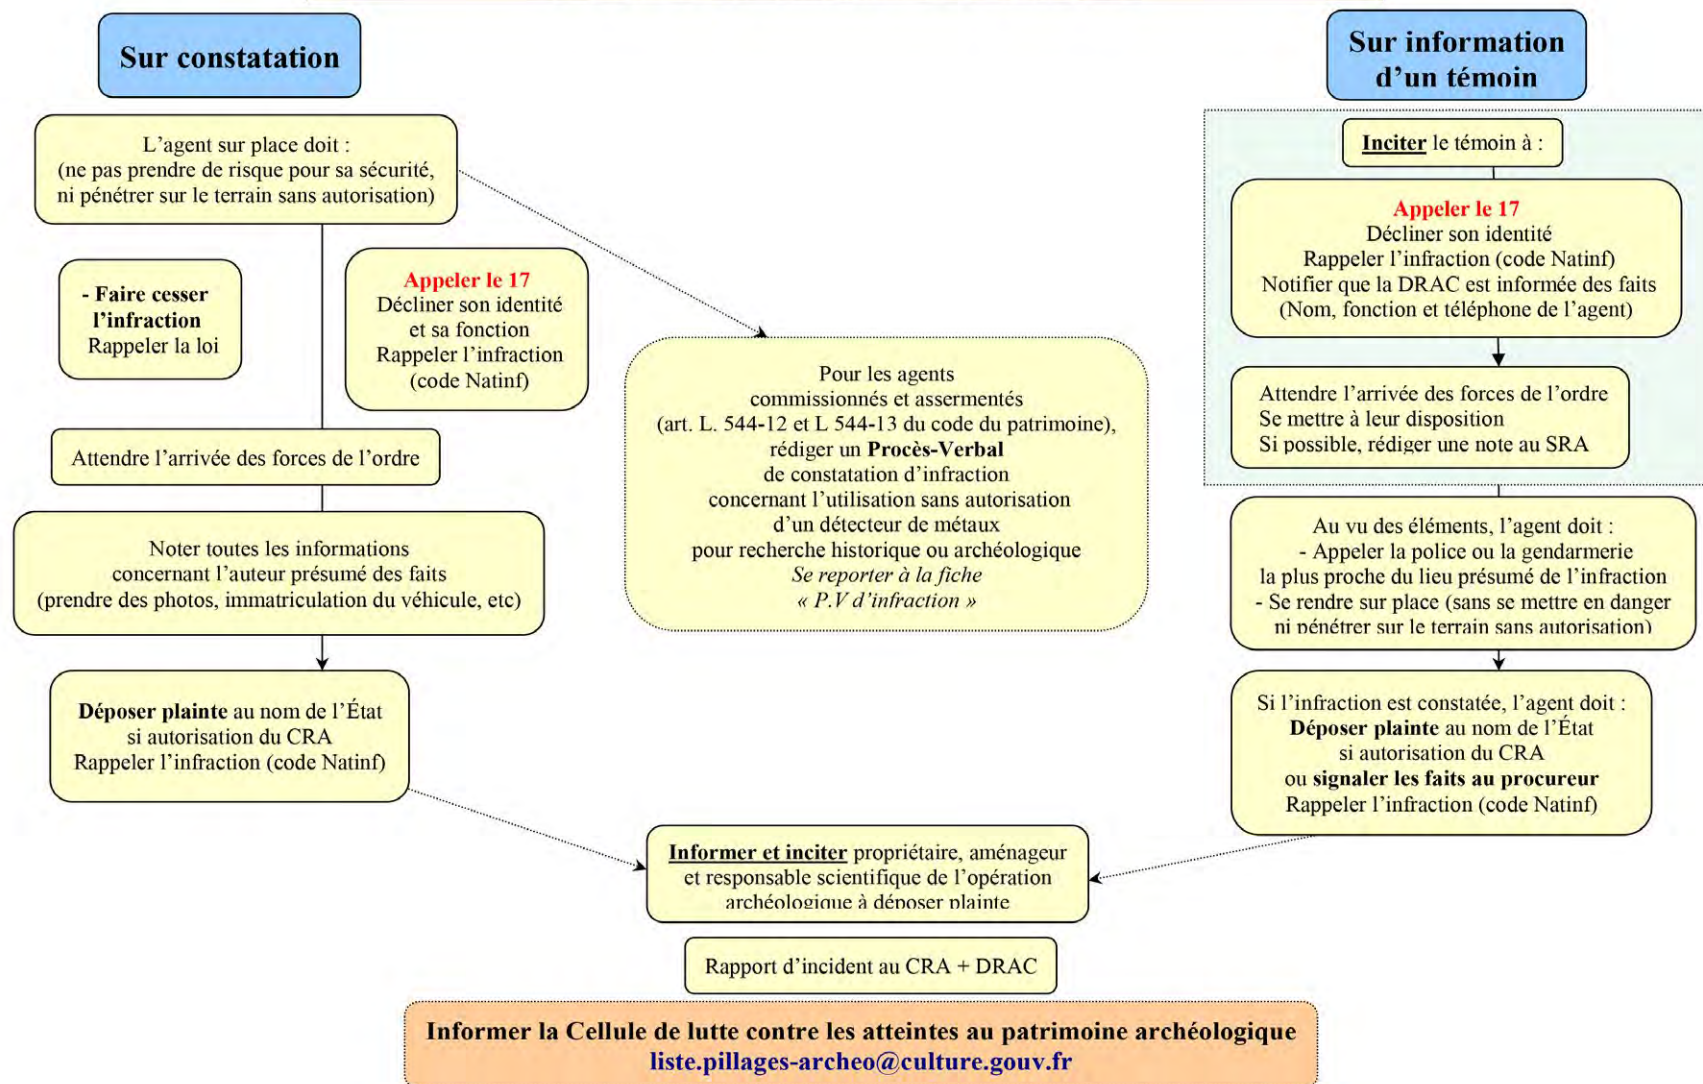 Sur constatation
L’agent sur place doit :
(ne pas prendre de risque pour sa sécurité,
ni pénétrer sur le terrain sans autorisation)
- Faire cesser
l’infraction
Rappeler la loi
Appeler le 17
Décliner son identité
et sa fonction
Rappeler l’infraction
(code Natinf)
Attendre l’arrivée des forces de l’ordre
Noter toutes les informations
concernant l’auteur présumé des faits
(prendre des photos, immatriculation du véhicule, etc)
Déposer plainte au nom de l’État
si autorisation du CRA
Rappeler l’infraction (code Natinf)
Pour les agents
commissionnés et assermentés
(art. L. 544-12 et L 544-13 du code du patrimoine),
rédiger un Procès-Verbal
de constatation d’infraction
concernant l’utilisation sans autorisation
d’un détecteur de métaux
pour recherche historique ou archéologique
Se reporter à la fiche
« P.V d’infraction »
Sur information
d’un témoin
Inciter le témoin à :
Appeler le 17
Décliner son identité
Rappeler l’infraction (code Natinf)
Notifier que la DRAC est informée des faits
(Nom, fonction et téléphone de l’agent)
Attendre l’arrivée des forces de l’ordre
Se mettre à leur disposition
Si possible, rédiger une note au SRA
Au vu des éléments, l’agent doit :
- Appeler la police ou la gendarmerie
la plus proche du lieu présumé de l’infraction
- Se rendre sur place (sans se mettre en danger
ni pénétrer sur le terrain sans autorisation)
Si l’infraction est constatée, l’agent doit :
Déposer plainte au nom de l’État
si autorisation du CRA
ou signaler les faits au procureur
Rappeler l’infraction (code Natinf)
Informer et inciter propriétaire, aménageur
et responsable scientifique de l’opération
archéologique à déposer plainte
Rapport d’incident au CRA + DRAC
Informer la Cellule de lutte contre les atteintes au patrimoine archéologique
liste.pillages-archeo@culture.gouv.fr